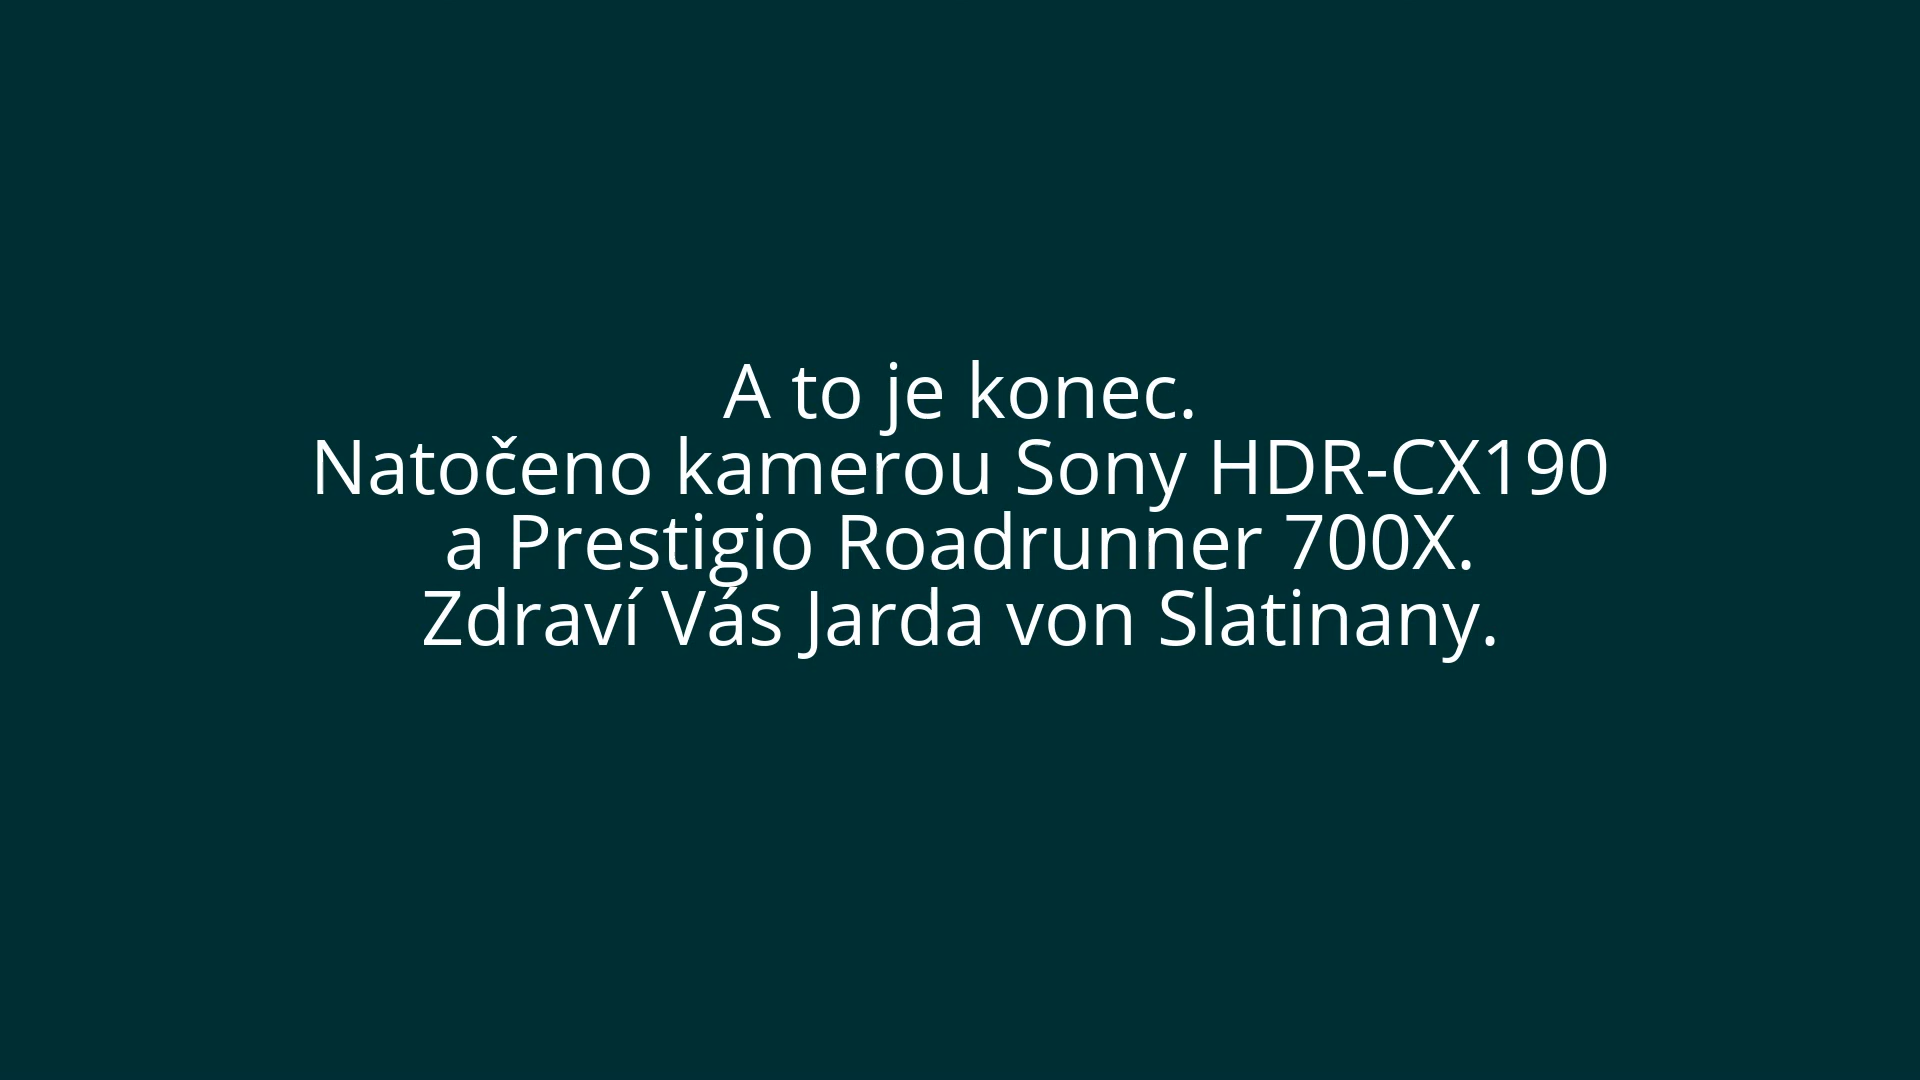 A to je konec.
Natočeno kamerou Sony HDR-CX190
a Prestigio Roadrunner 700X.
Zdraví Vás Jarda von Slatinany.